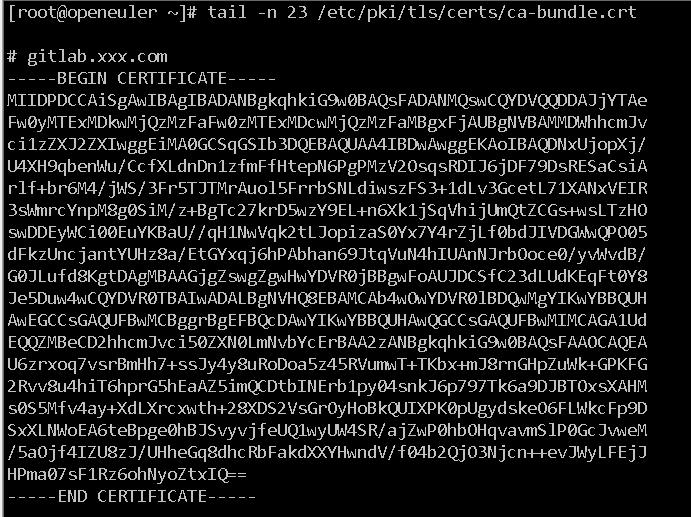 [root@openeuler ~]# tail -n 23 /etc/pki/tls/certs/ca-bundle.crt
# gitlab.xxx.com
-----BEGIN CERTIFICATE-----
MIIDPDCCAiSgAwIBAgIBADANBgkqhkiG9w0BAQsFADANMQswCQYDVQQDDAJjYTAe
Fw0yMTExMDkwMjQzMzFaFw0zMTExMDcwMjQzMzFaMBgxFjAUBgNVBAMMDWhhcmJv
ci1zZXJ2ZXIwggEiMA0GCSqGSIb3DQEBAQUAA4IBDwAwggEKAoIBAQDNxUjopXj/
U4XH9qbenWu/CcfXLdnDn1zfmFfHtepN6PgPMzV2OsqsRDIJ6jDF79DsRESaCsiA
rlf+br6M4/jWS/3Fr5TJTMrAuol5FrrbSNLdiwszFS3+1dLv3GcetL71XANxVEIR
3sWmrcYnpM8g0SiM/z+BgTc27krD5wzY9EL+n6Xk1jSqVhijUmQtZCGs+wsLTzHO
swDDEyWCi00EuYKBaU//qH1NwVqk2tLJopizaS0Yx7Y4rZjLf0bdJIVDGWwQPO05
dFkzUncjantYUHz8a/EtGYxqj6hPAbhan69JtqVuN4hIUAnNJrbOoce0/yvWvdB/
G0JLufd8KgtDAgMBAAGjgZswgZgwHwYDVR0jBBgwFoAUJDCSfC23dLUdKEqFt0Y8
Je5Duw4wCQYDVR0TBAIwADALBgNVHQ8EBAMCAb4wOwYDVR0lBDQwMgYIKwYBBQUH
AwEGCCsGAQUFBwMCBggrBgEFBQcDAwYIKwYBBQUHAwQGCCsGAQUFBwMIMCAGA1Ud
EQQZMBeCD2hhcmJvci50ZXN0LmNvbYcErBAA2zANBgkqhkiG9w0BAQsFAAOCAQEA
U6zrxoq7vsrBmHh7+ssJy4y8uRoDoa5z45RVumwT+TKbx+mJ8rnGHpZuWk+GPKFG
2Rvv8u4hiT6hprG5hEaAZ5imQCDtbINErb1py04snkJ6p797Tk6a9DJBTOxsXAHM
s0S5Mfv4ay+XdLXrcxwth+28XDS2VsGrOyHoBkQUIXPK0pUgydskeO6FLWkcFp9D
SxXLNWoEA6teBpge0hBJSvyvjfeUQ1wyUW4SR/ajZwP0hbOHqvavmSlP0GcJvweM
/5aOjf4IZU8zJ/UHheGq8dhcRbFakdXXYHwndV/f04b2QjO3Njcn++evJWyLFEjJ
HPma07sF1Rz6ohNyoZtxIQ==
-----END CERTIFICATE-----